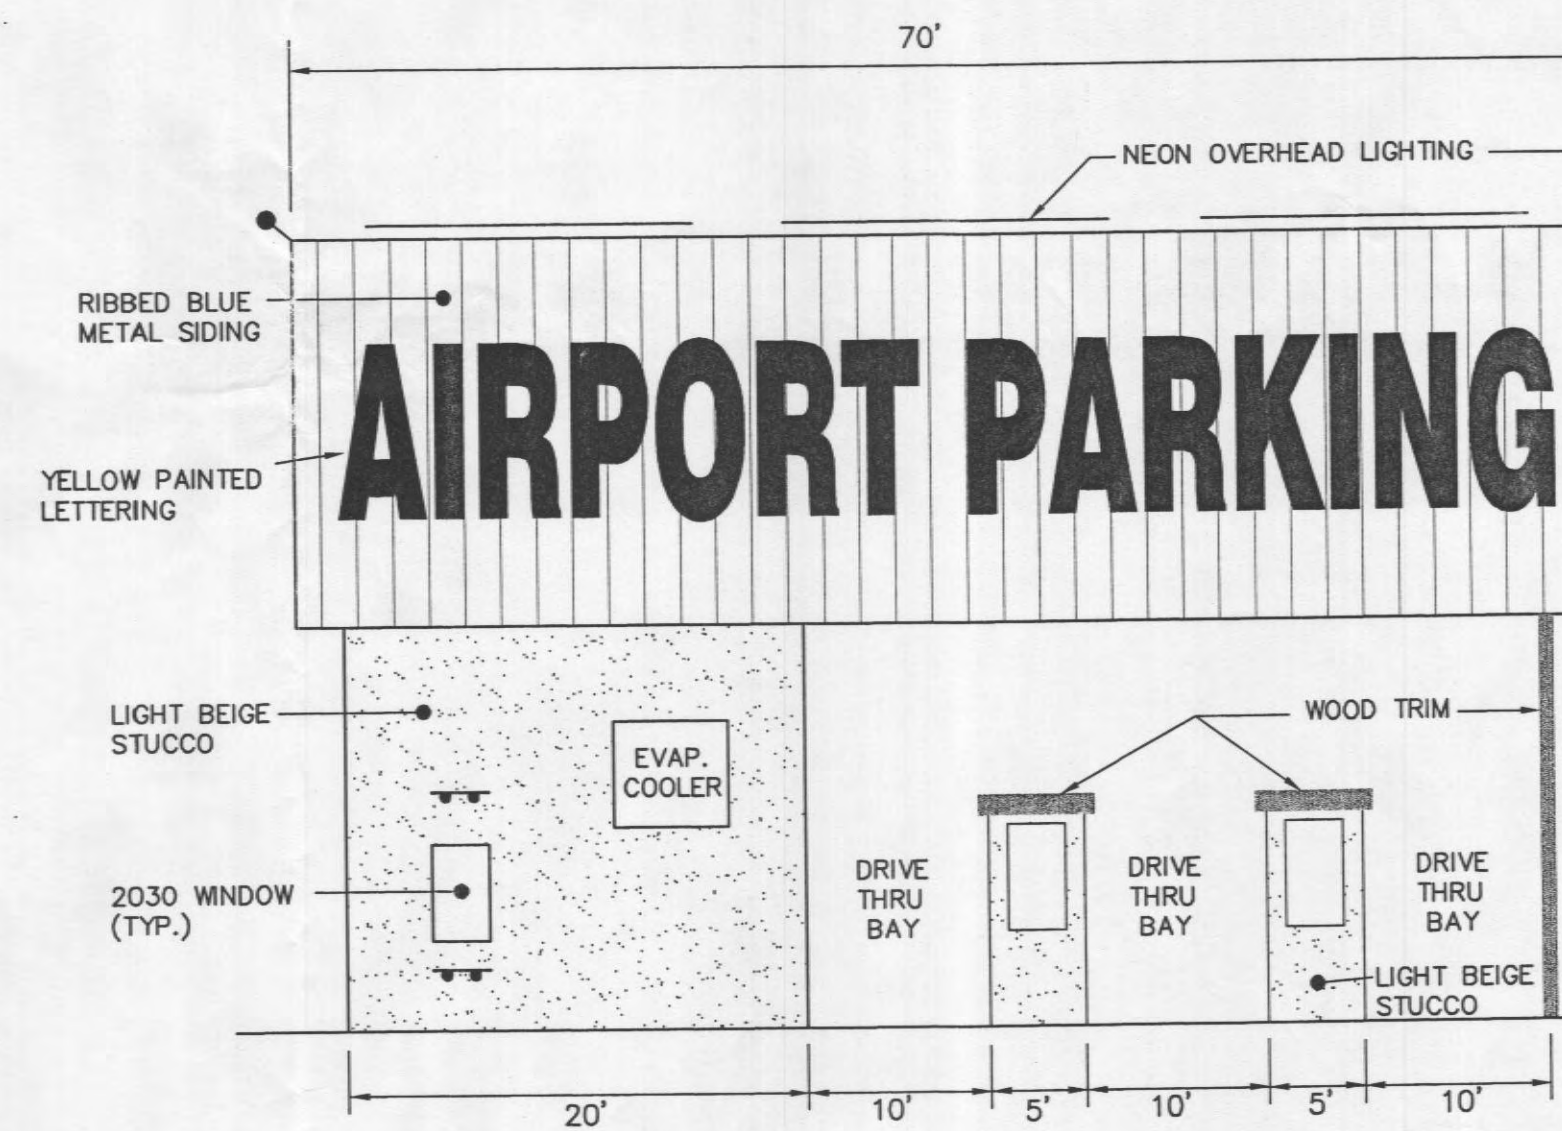 70'
NEON OVERHEAD LIGHTING
RIBBED BLUE
METAL SIDING
AIRPORT PARKING
YELLOW PAINTED
LETTERING
LIGHT BEIGE
STUCCO
EVAP.
COOLER
WOOD TRIM
2030 WINDOW
(TYP.)
DRIVE
THRU
BAY
DRIVE
THRU
BAY
DRIVE
THRU
BAY
LIGHT BEIGE
STUCCO
20'
10'
5'
10'
5'
10'